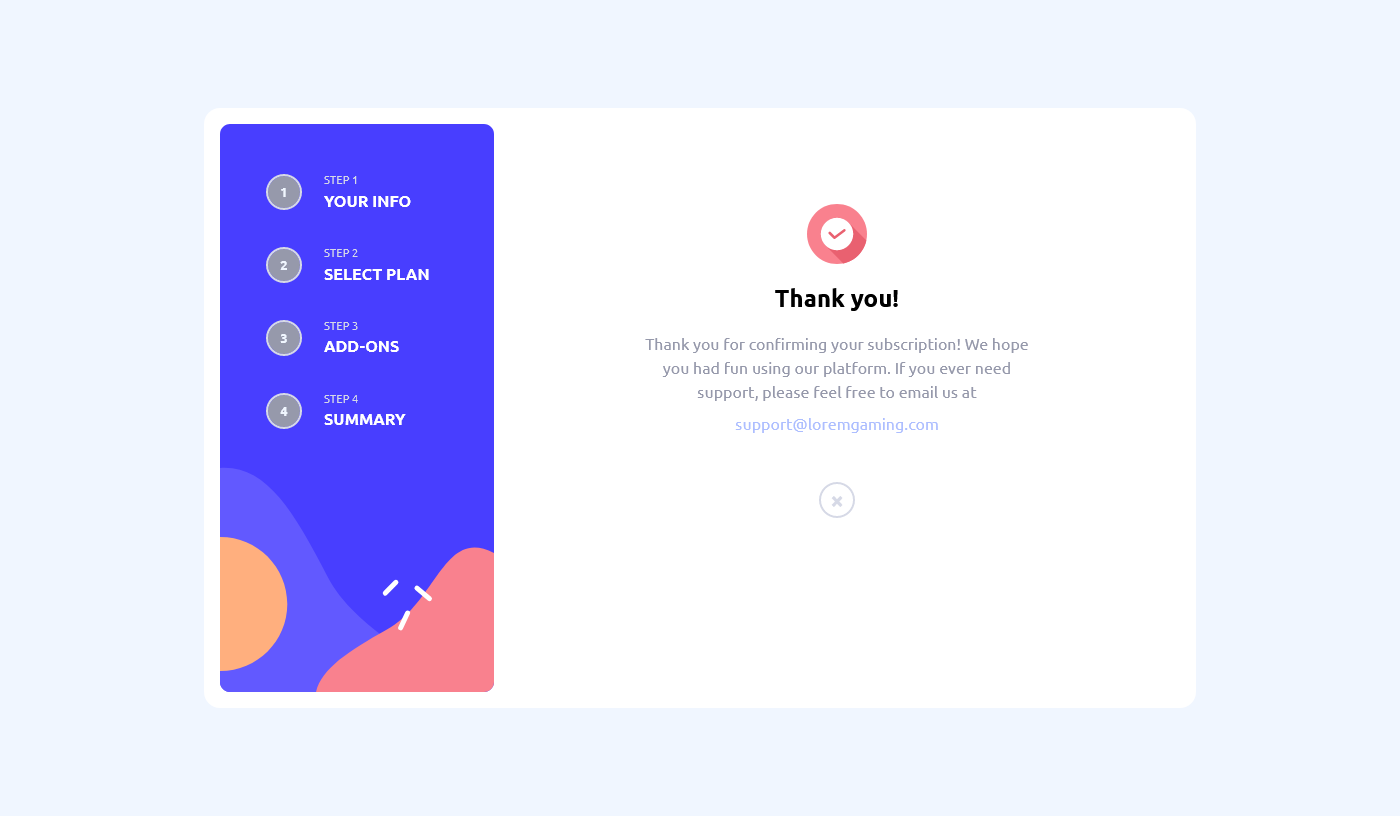 1
STEP 1
YOUR INFO
2
STEP 2
SELECT PLAN
3
STEP 3
ADD-ONS
4
STEP 4
SUMMARY
Thank you!
Thank you for confirming your subscription! We hope
you had fun using our platform. If you ever need
support, please feel free to email us at
support@loremgaming.com